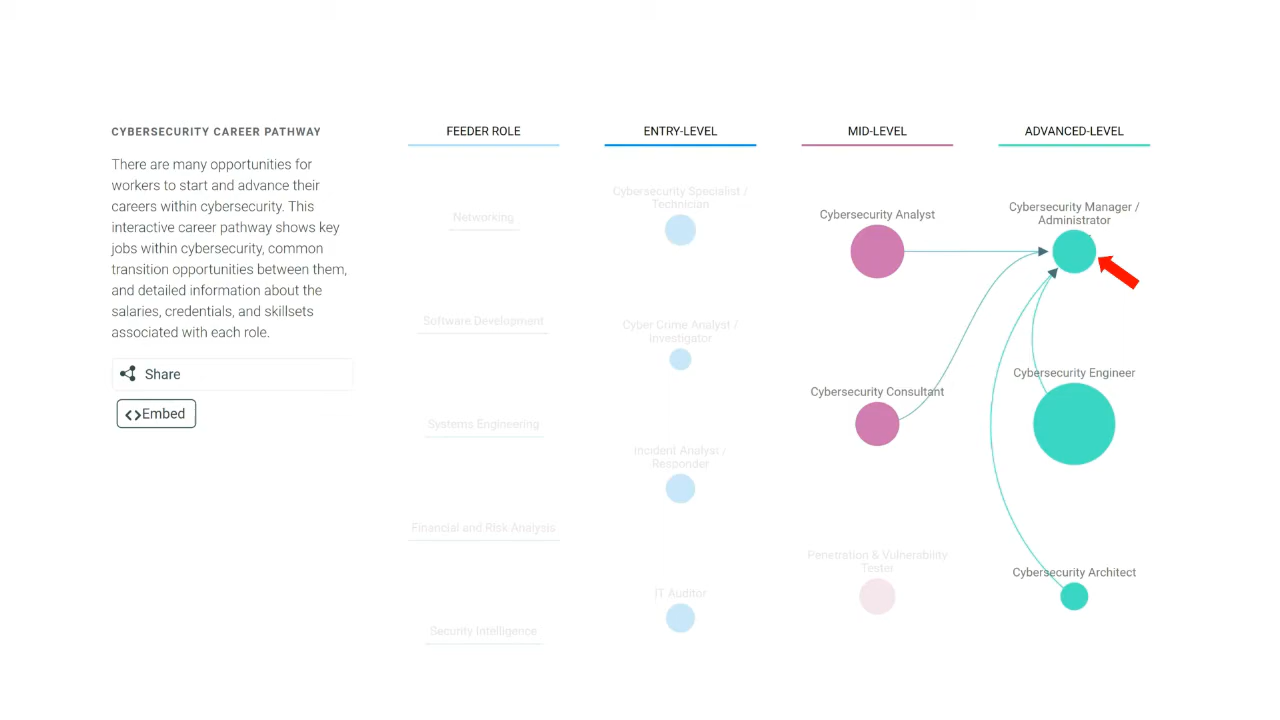 CYBERSECURITY CAREER PATHWAY
There are many opportunities for
workers to start and advance their
careers within cybersecurity. This
interactive career pathway shows key
jobs within cybersecurity, common
transition opportunities between them,
and detailed information about the
salaries, credentials, and skillsets
associated with each role.
Share
Embed
FEEDER ROLE
Networking
Software Development
Systems Engineering
Financial and Risk Analysis
Security Intelligence
ENTRY-LEVEL
Cybersecurity Specialist /
Technician
Cyber Crime Analyst /
Investigator
Incident Analyst /
Responder
IT Auditor
MID-LEVEL
Cybersecurity Analyst
Cybersecurity Consultant
Penetration & Vulnerability
Tester
ADVANCED-LEVEL
Cybersecurity Manager /
Administrator
Cybersecurity Engineer
Cybersecurity Architect